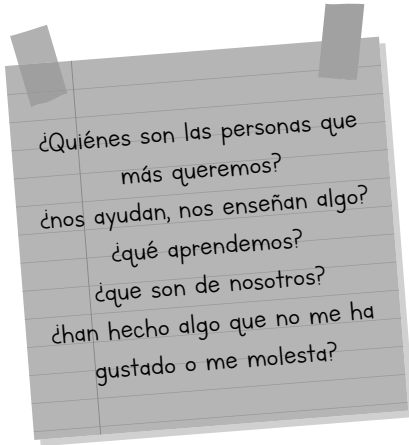 ¿Quiénes son las personas que
más queremos?
¿nos ayudan, nos enseñan algo?
¿qué aprendemos?
¿que son de nosotros?
¿han hecho algo que no me ha
gustado o me molesta?